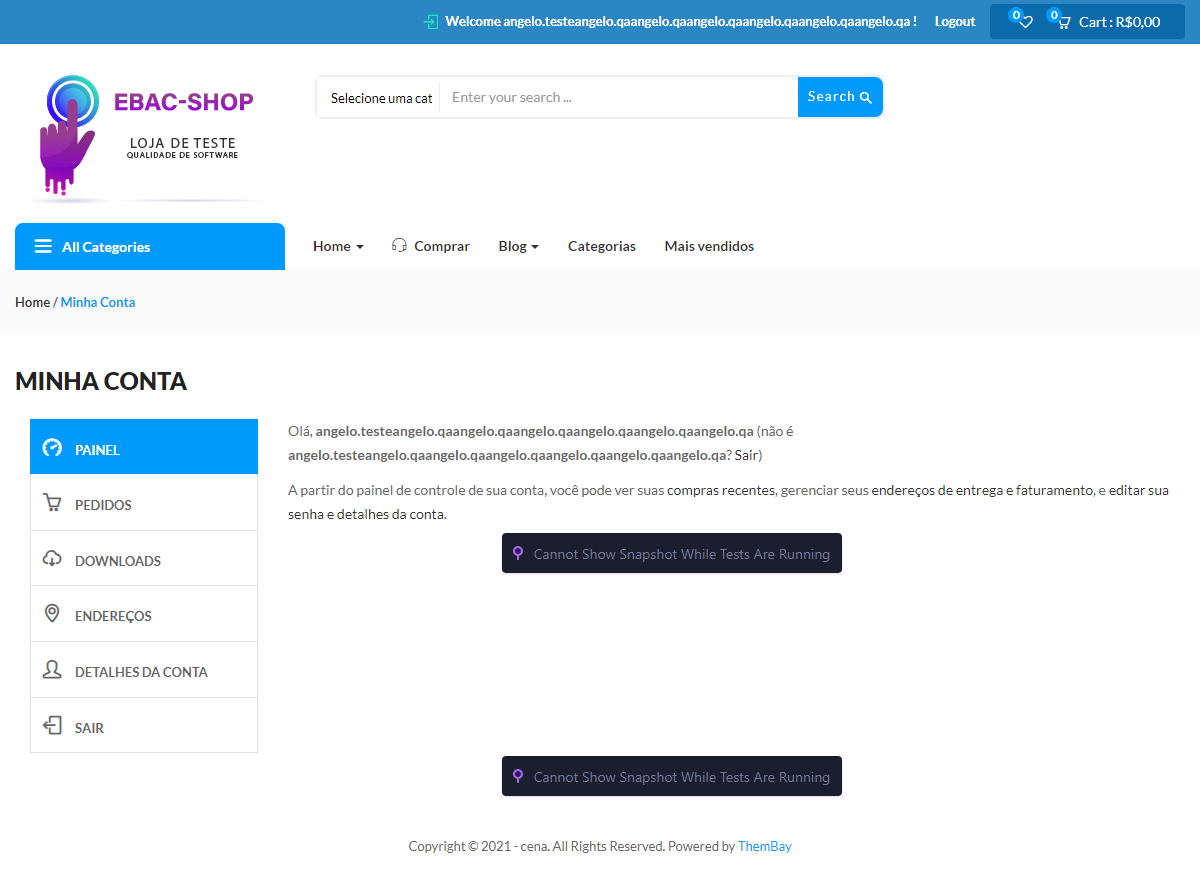 Welcome angelo.testeangelo.qaangelo.qaangelo.qaangelo.qaangelo.qaangelo.qa ! Logout 0 0 Cart : R$0,00
EBAC-SHOP
LOJA DE TESTE
QUALIDADE DE SOFTWARE
Selecione uma cat Enter your search ... Search
All Categories Home Comprar Blog Categorias Mais vendidos
Home / Minha Conta
MINHA CONTA
PAINEL
PEDIDOS
DOWNLOADS
ENDEREÇOS
DETALHES DA CONTA
SAIR
Olá, angelo.testeangelo.qaangelo.qaangelo.qaangelo.qaangelo.qaangelo.qa (não é
angelo.testeangelo.qaangelo.qaangelo.qaangelo.qaangelo.qaangelo.qa? Sair)
A partir do painel de controle de sua conta, você pode ver suas compras recentes, gerenciar seus endereços de entrega e faturamento, e editar sua
senha e detalhes da conta.
Cannot Show Snapshot While Tests Are Running
Cannot Show Snapshot While Tests Are Running
Copyright © 2021 - cena. All Rights Reserved. Powered by ThemBay